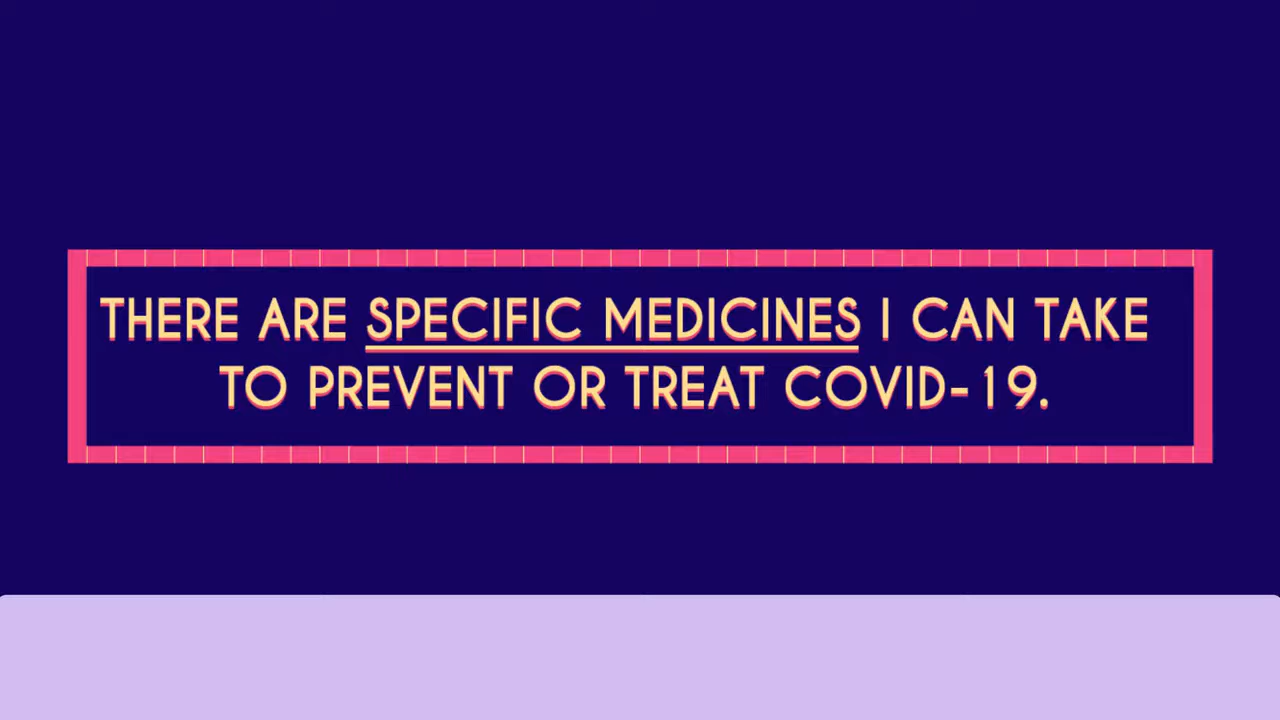 THERE ARE SPECIFIC MEDICINES I CAN TAKE
TO PREVENT OR TREAT COVID-19.